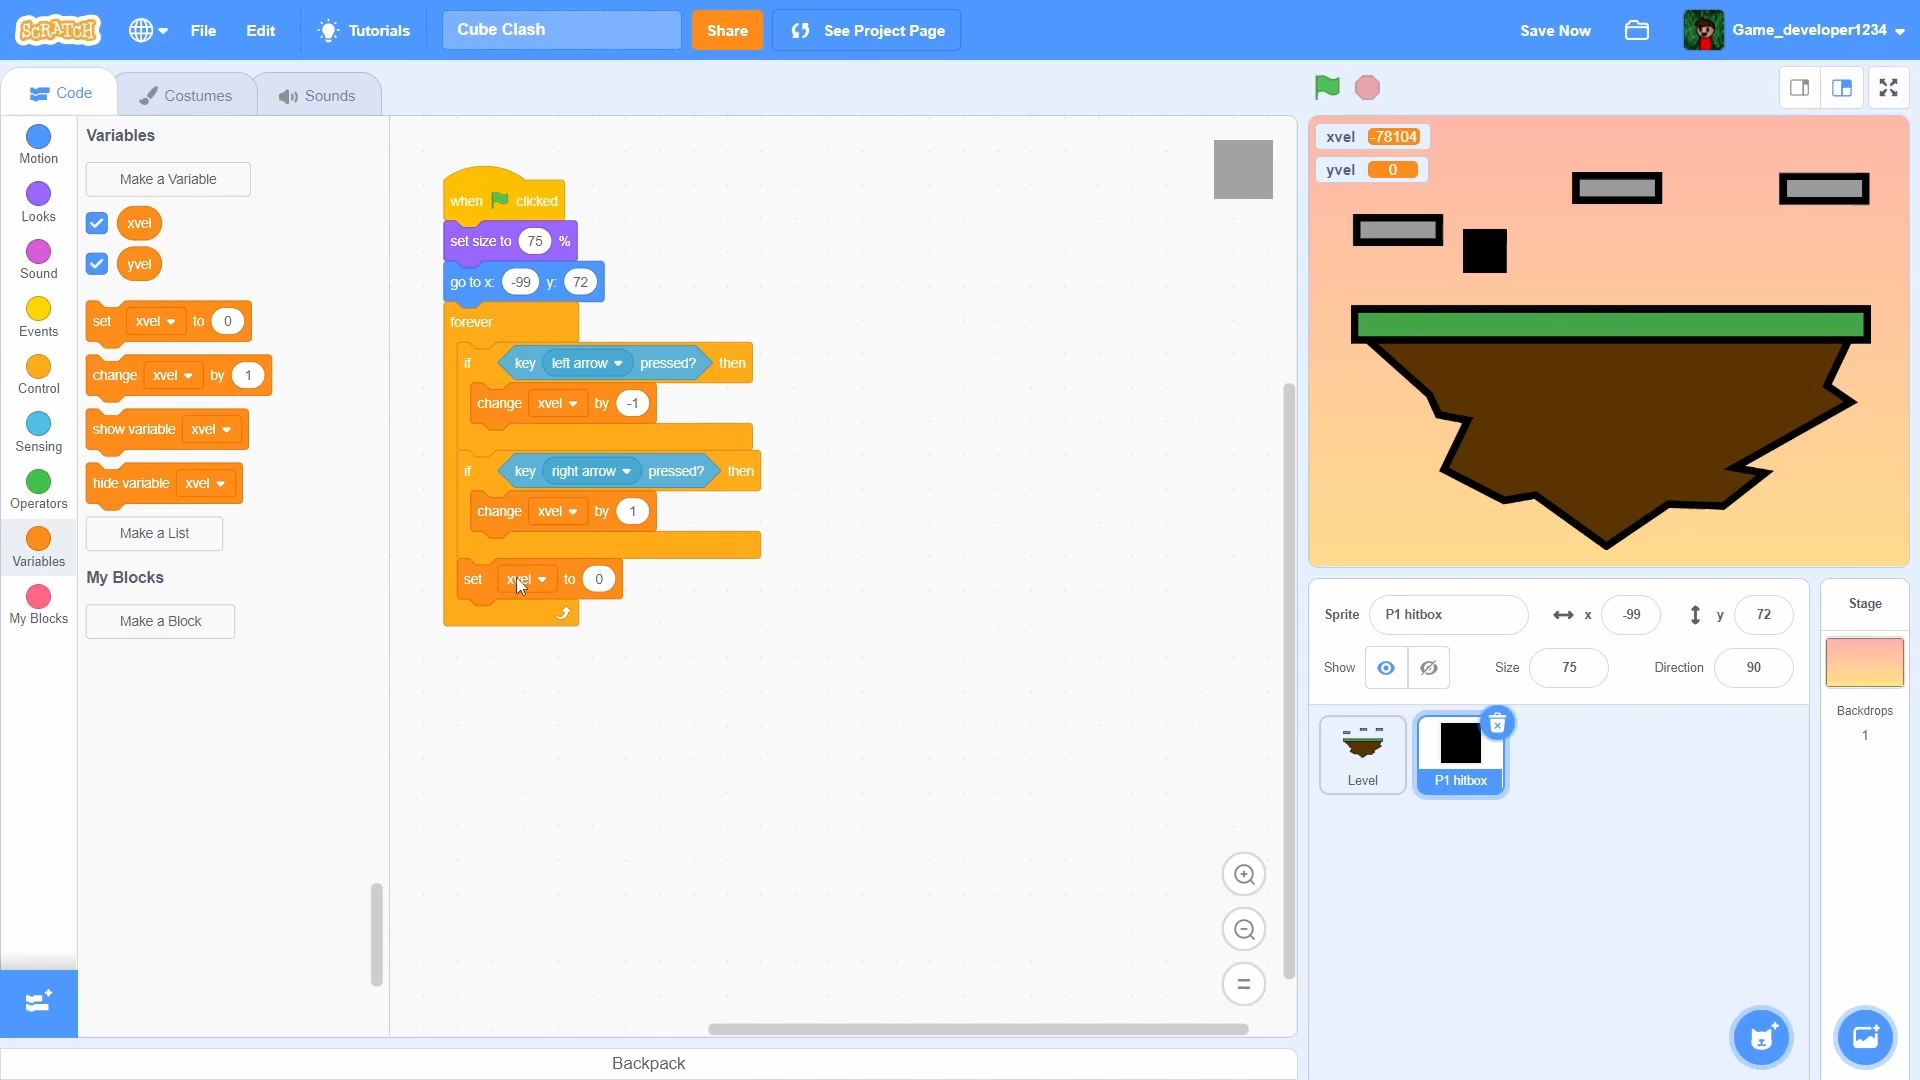 SCRATCH File Edit Tutorials Cube Clash Share See Project Page Save Now Game_developer1234
Code Costumes Sounds
Motion
Looks
Sound
Events
Control
Sensing
Operators
Variables
My Blocks
Variables
Make a Variable
xvel
yvel
set xvel to 0
change xvel by 1
show variable xvel
hide variable xvel
Make a List
My Blocks
Make a Block
when clicked
set size to 75 %
go to x: -99 y: 72
forever
if key left arrow pressed? then
change xvel by -1
if key right arrow pressed? then
change xvel by 1
set xvel to 0
Backpack
xvel -78104
yvel 0
Sprite P1 hitbox x -99 y 72
Show Size 75 Direction 90
Level
P1 hitbox
Stage
Backdrops
1